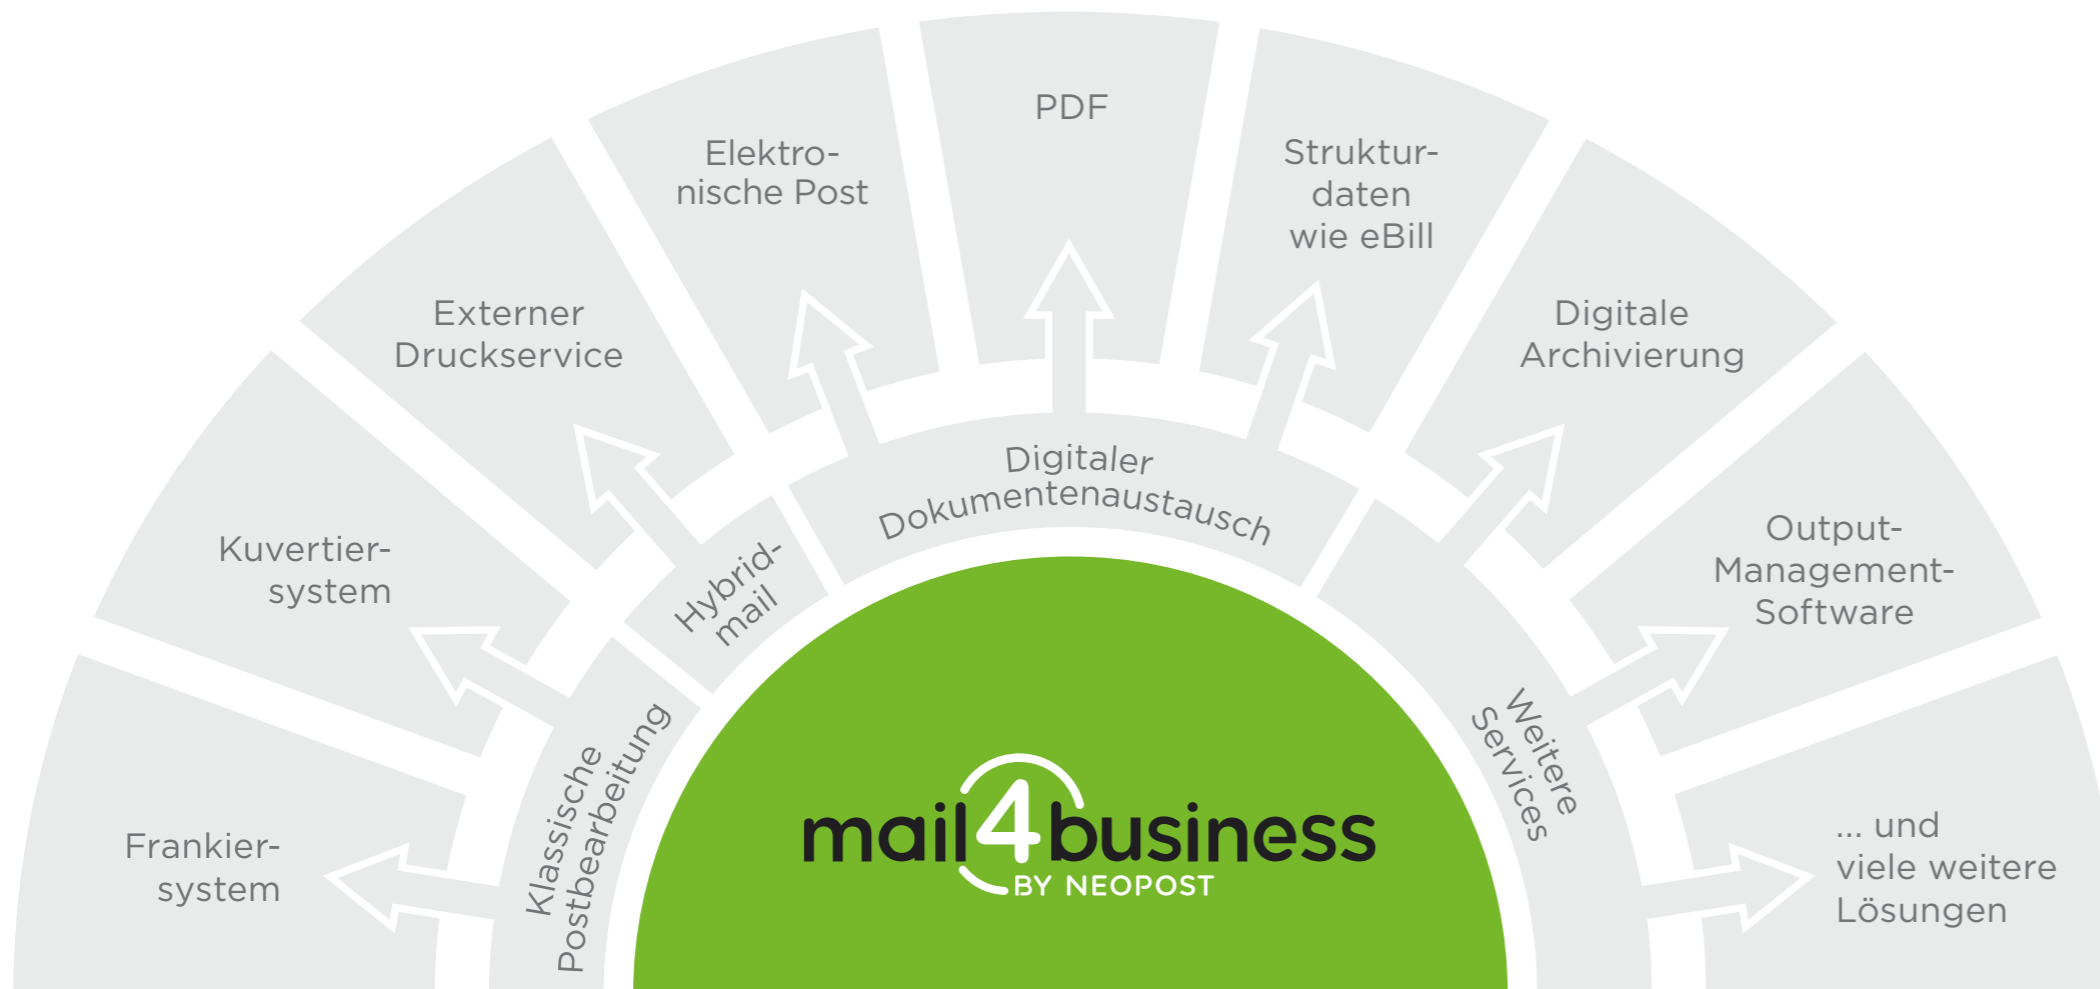 PDF
Elektro-
nische Post
Struktur-
daten
wie eBill
Externer
Druckservice
Digitale
Archivierung
Kuvertier-
system
Output-
Management-
Software
Frankier-
system
... und
viele weitere
Lösungen
Klassische
Postbearbeitung
Hybrid-
mail
Digitaler
Dokumentenaustausch
Weitere
Services
mail4business
BY NEOPOST